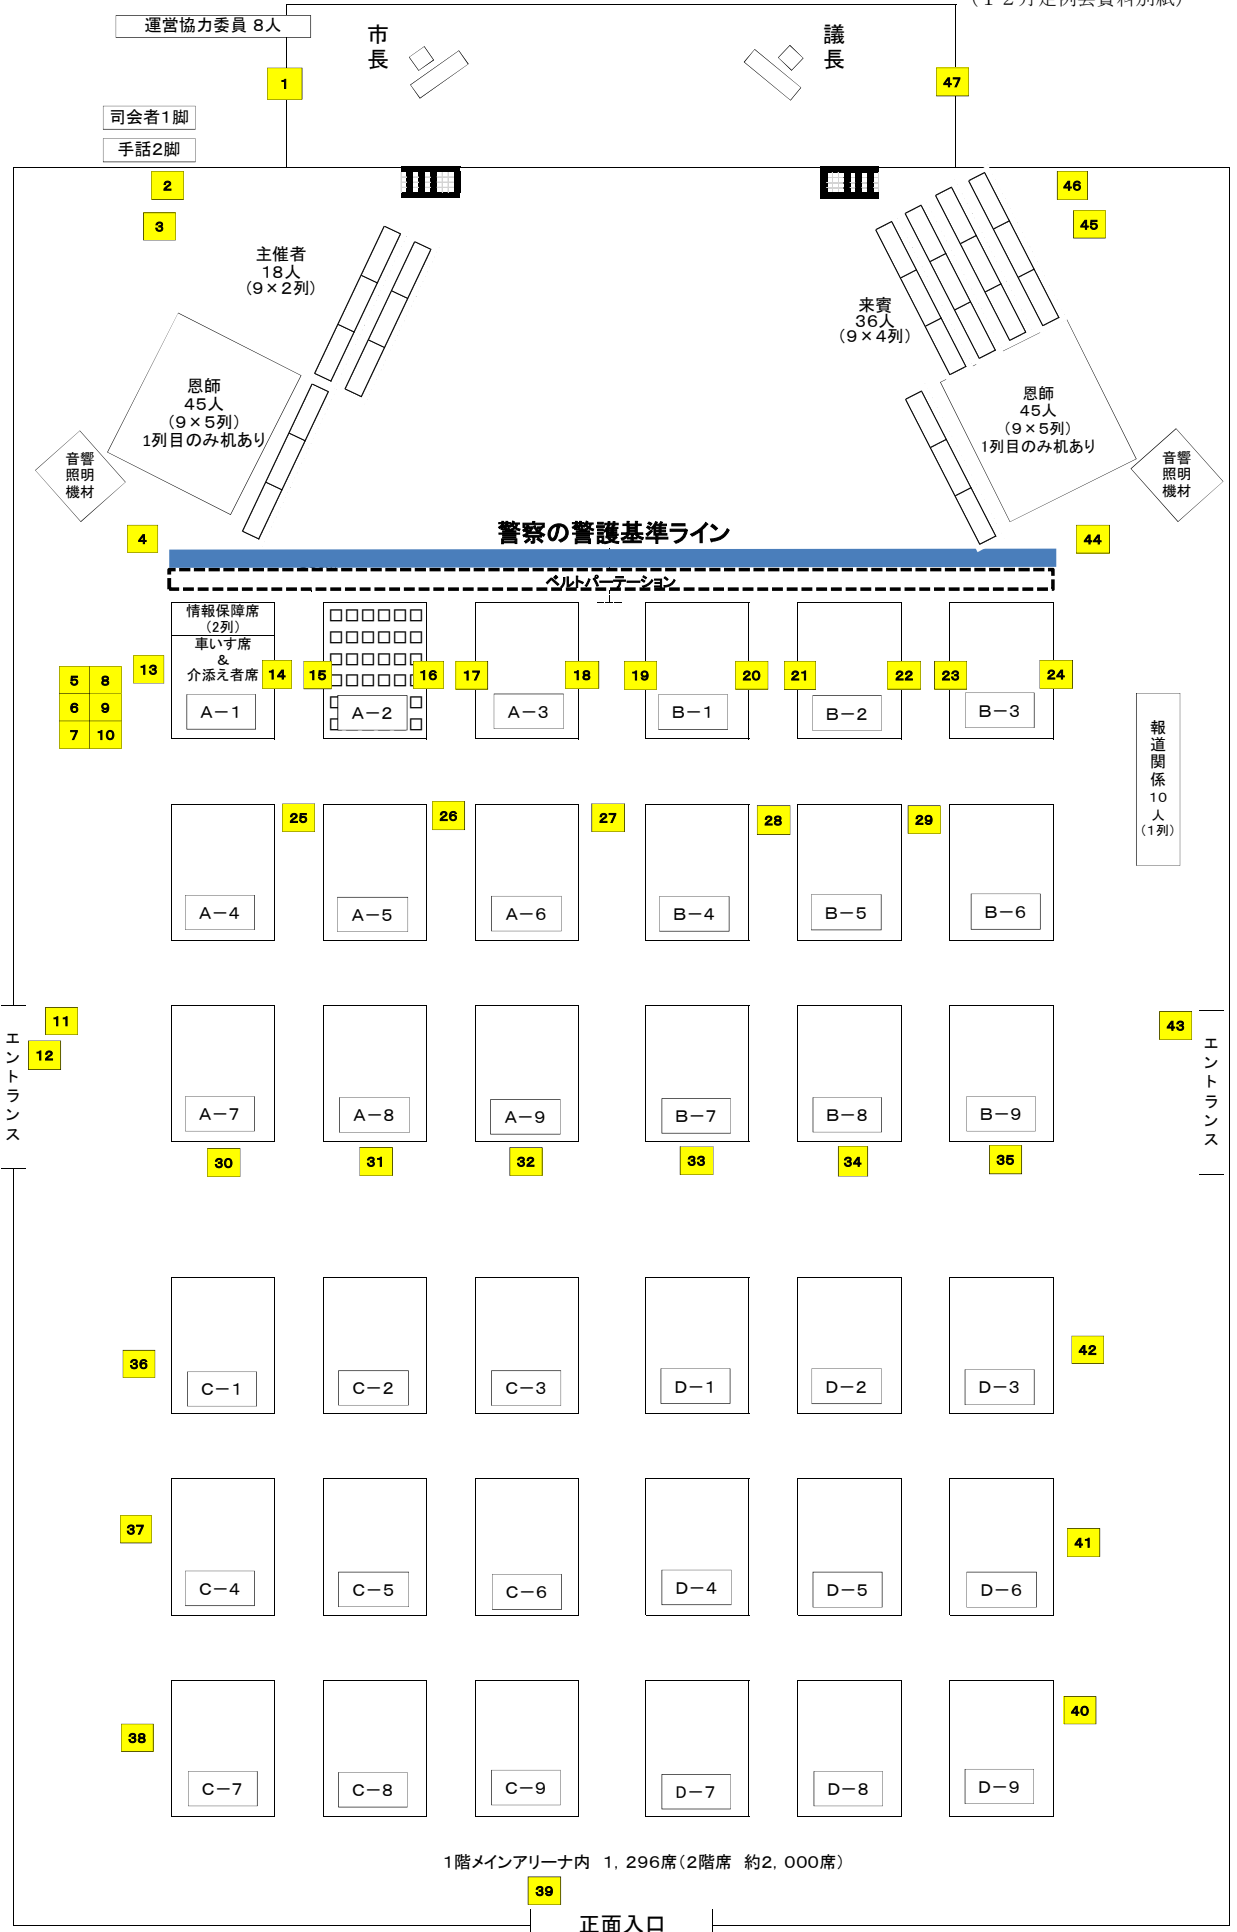 (12月定例会資料別紙)
運営協力委員 8人
市長
議長
1
47
司会者1脚
手話2脚
2
46
3
45
主催者
18人
(9×2列)
来賓
36人
(9×4列)
恩師
45人
(9×5列)
1列目のみ机あり
恩師
45人
(9×5列)
1列目のみ机あり
音響
照明
機材
音響
照明
機材
4
警察の警護基準ライン
44
ベルトパーテーション
情報保障席
(2列)
車いす席
&
介添え者席
13
14
15
16
17
18
19
20
21
22
23
24
5 8
6 9
7 10
A-1
A-2
A-3
B-1
B-2
B-3
報道関係
10
人
(1列)
25
26
27
28
29
A-4
A-5
A-6
B-4
B-5
B-6
11
12
エントランス
43
エントランス
A-7
A-8
A-9
B-7
B-8
B-9
30
31
32
33
34
35
36
42
C-1
C-2
C-3
D-1
D-2
D-3
37
41
C-4
C-5
C-6
D-4
D-5
D-6
38
40
C-7
C-8
C-9
D-7
D-8
D-9
1階メインアリーナ内 1,296席(2階席 約2,000席)
39
正面入口